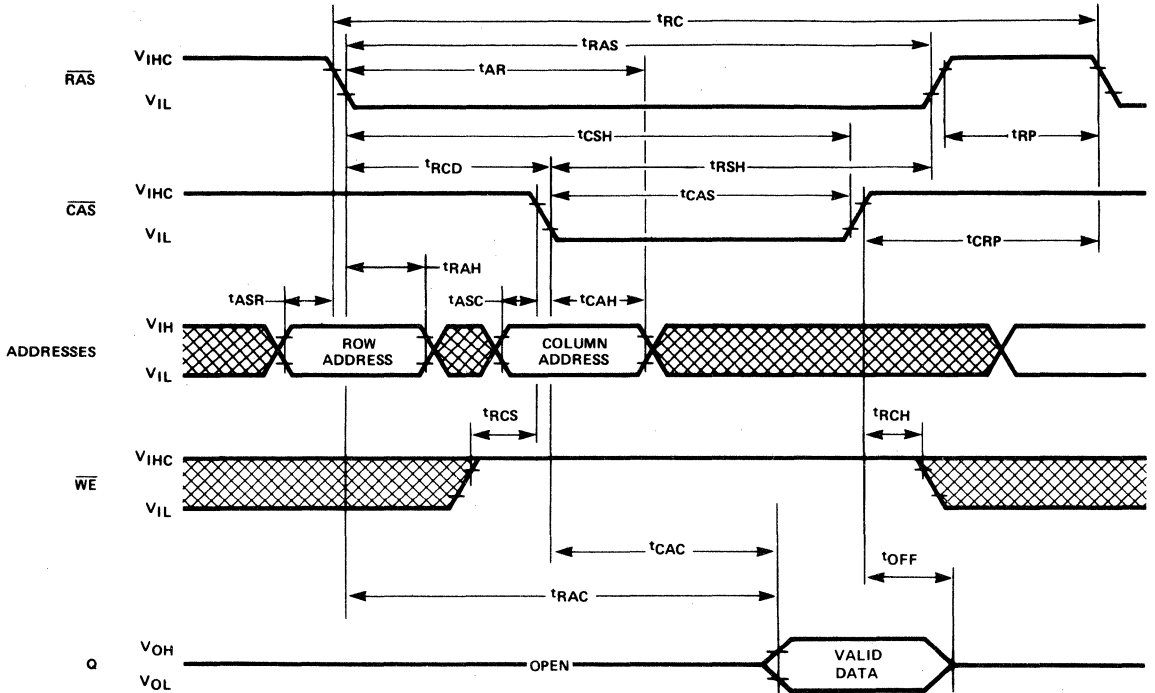 tRC
tRAS
tAR
VIHC
RAS
VIL
tCSH
tRP
tRCD
tRSH
VIHC
tCAS
CAS
VIL
tCRP
tRAH
tASR
tASC
tCAH
VIH
ADDRESSES
ROW ADDRESS
COLUMN ADDRESS
VIL
tRCS
tRCH
VIHC
WE
VIL
tCAC
tOFF
tRAC
VOH
Q
OPEN
VALID DATA
VOL